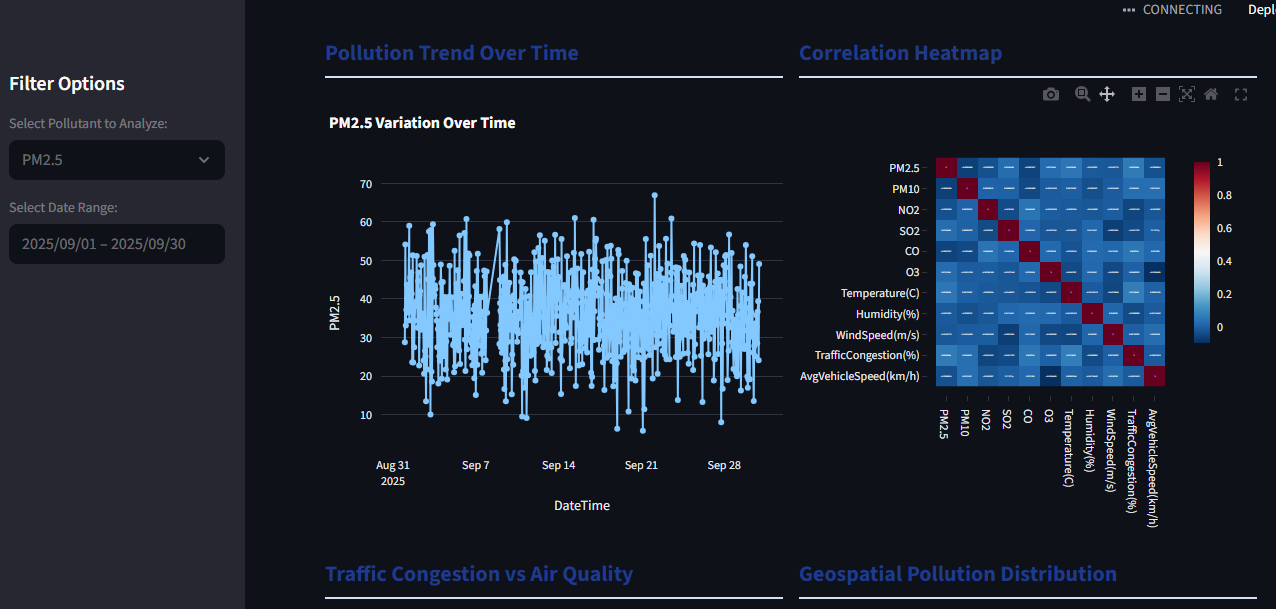 CONNECTING
Depl
Filter Options
Select Pollutant to Analyze:
PM2.5
Select Date Range:
2025/09/01 – 2025/09/30
Pollution Trend Over Time
PM2.5 Variation Over Time
PM2.5
70
60
50
40
30
20
10
Aug 31
2025
Sep 7
Sep 14
Sep 21
Sep 28
DateTime
Correlation Heatmap
PM2.5
PM10
NO2
SO2
CO
O3
Temperature(C)
Humidity(%)
WindSpeed(m/s)
TrafficCongestion(%)
AvgVehicleSpeed(km/h)
PM2.5
PM10
NO2
SO2
CO
O3
Temperature(C)
Humidity(%)
WindSpeed(m/s)
TrafficCongestion(%)
AvgVehicleSpeed(km/h)
1
0.8
0.6
0.4
0.2
0
Traffic Congestion vs Air Quality
Geospatial Pollution Distribution